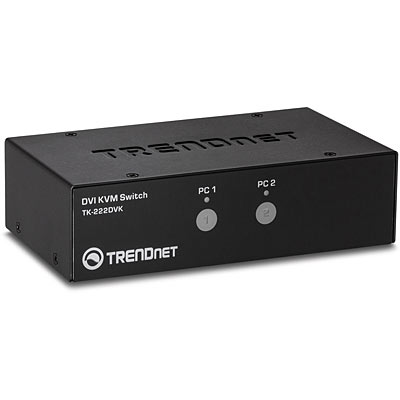 TRENDNET
DVI KVM Switch
TK-222DVK
PC 1
PC 2
1
2
TRENDNET